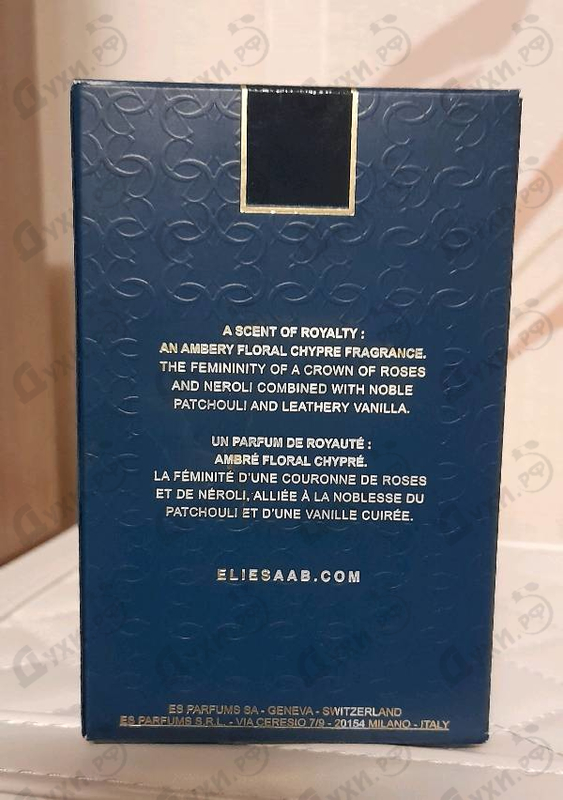 A SCENT OF ROYALTY :
AN AMBERY FLORAL CHYPRE FRAGRANCE.
THE FEMININITY OF A CROWN OF ROSES
AND NEROLI COMBINED WITH NOBLE
PATCHOULI AND LEATHERY VANILLA.
UN PARFUM DE ROYAUTÉ :
AMBRÉ FLORAL CHYPRÉ.
LA FÉMINITÉ D'UNE COURONNE DE ROSES
ET DE NÉROLI, ALLIÉE À LA NOBLESSE DU
PATCHOULI ET D'UNE VANILLE CUIRÉE.
ELIESAAB.COM
ES PARFUMS SA - GENEVA - SWITZERLAND
ES PARFUMS S.R.L. - VIA CERESIO 7/9 - 20154 MILANO - ITALY
духи.рф